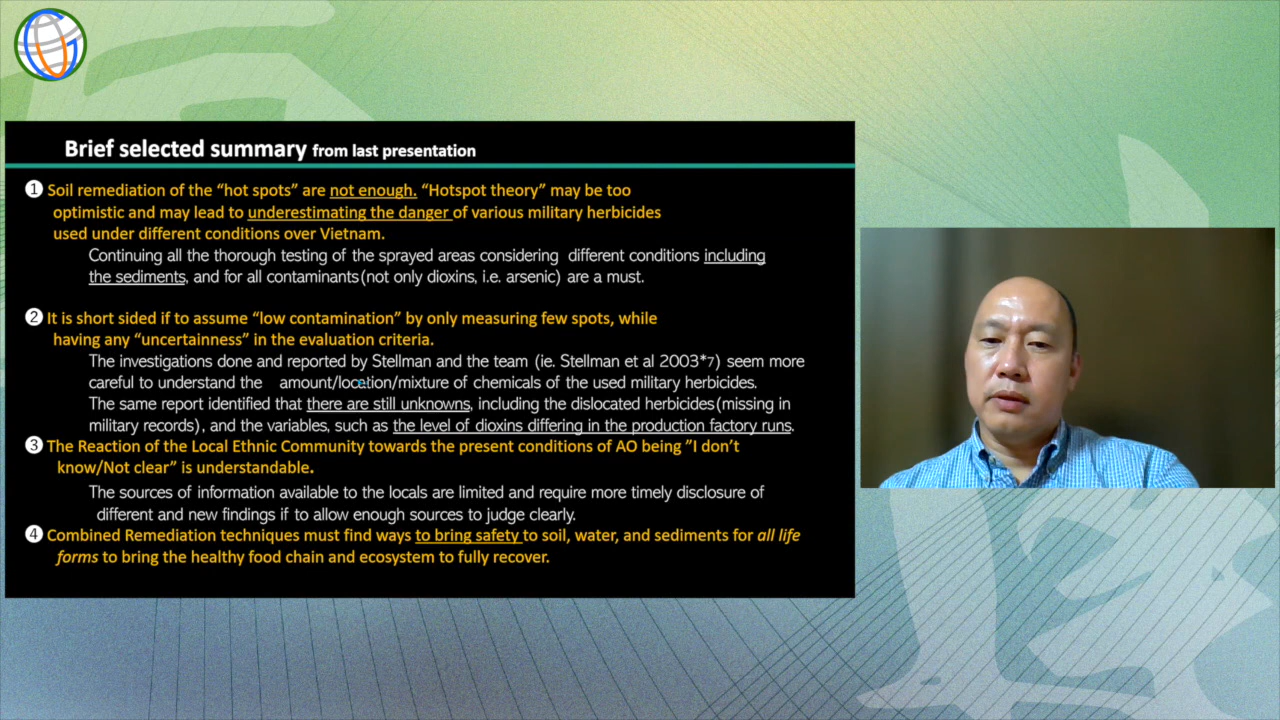 Brief selected summary from last presentation
❶ Soil remediation of the “hot spots” are not enough. “Hotspot theory” may be too
optimistic and may lead to underestimating the danger of various military herbicides
used under different conditions over Vietnam.
Continuing all the thorough testing of the sprayed areas considering different conditions including
the sediments, and for all contaminants(not only dioxins, i.e. arsenic) are a must.
❷ It is short sided if to assume “low contamination” by only measuring few spots, while
having any “uncertainness” in the evaluation criteria.
The investigations done and reported by Stellman and the team (ie. Stellman et al 2003*7) seem more
careful to understand the amount/location/mixture of chemicals of the used military herbicides.
The same report identified that there are still unknowns, including the dislocated herbicides(missing in
military records), and the variables, such as the level of dioxins differing in the production factory runs.
❸ The Reaction of the Local Ethnic Community towards the present conditions of AO being ”I don’t
know/Not clear” is understandable.
The sources of information available to the locals are limited and require more timely disclosure of
different and new findings if to allow enough sources to judge clearly.
❹ Combined Remediation techniques must find ways to bring safety to soil, water, and sediments for all life
forms to bring the healthy food chain and ecosystem to fully recover.